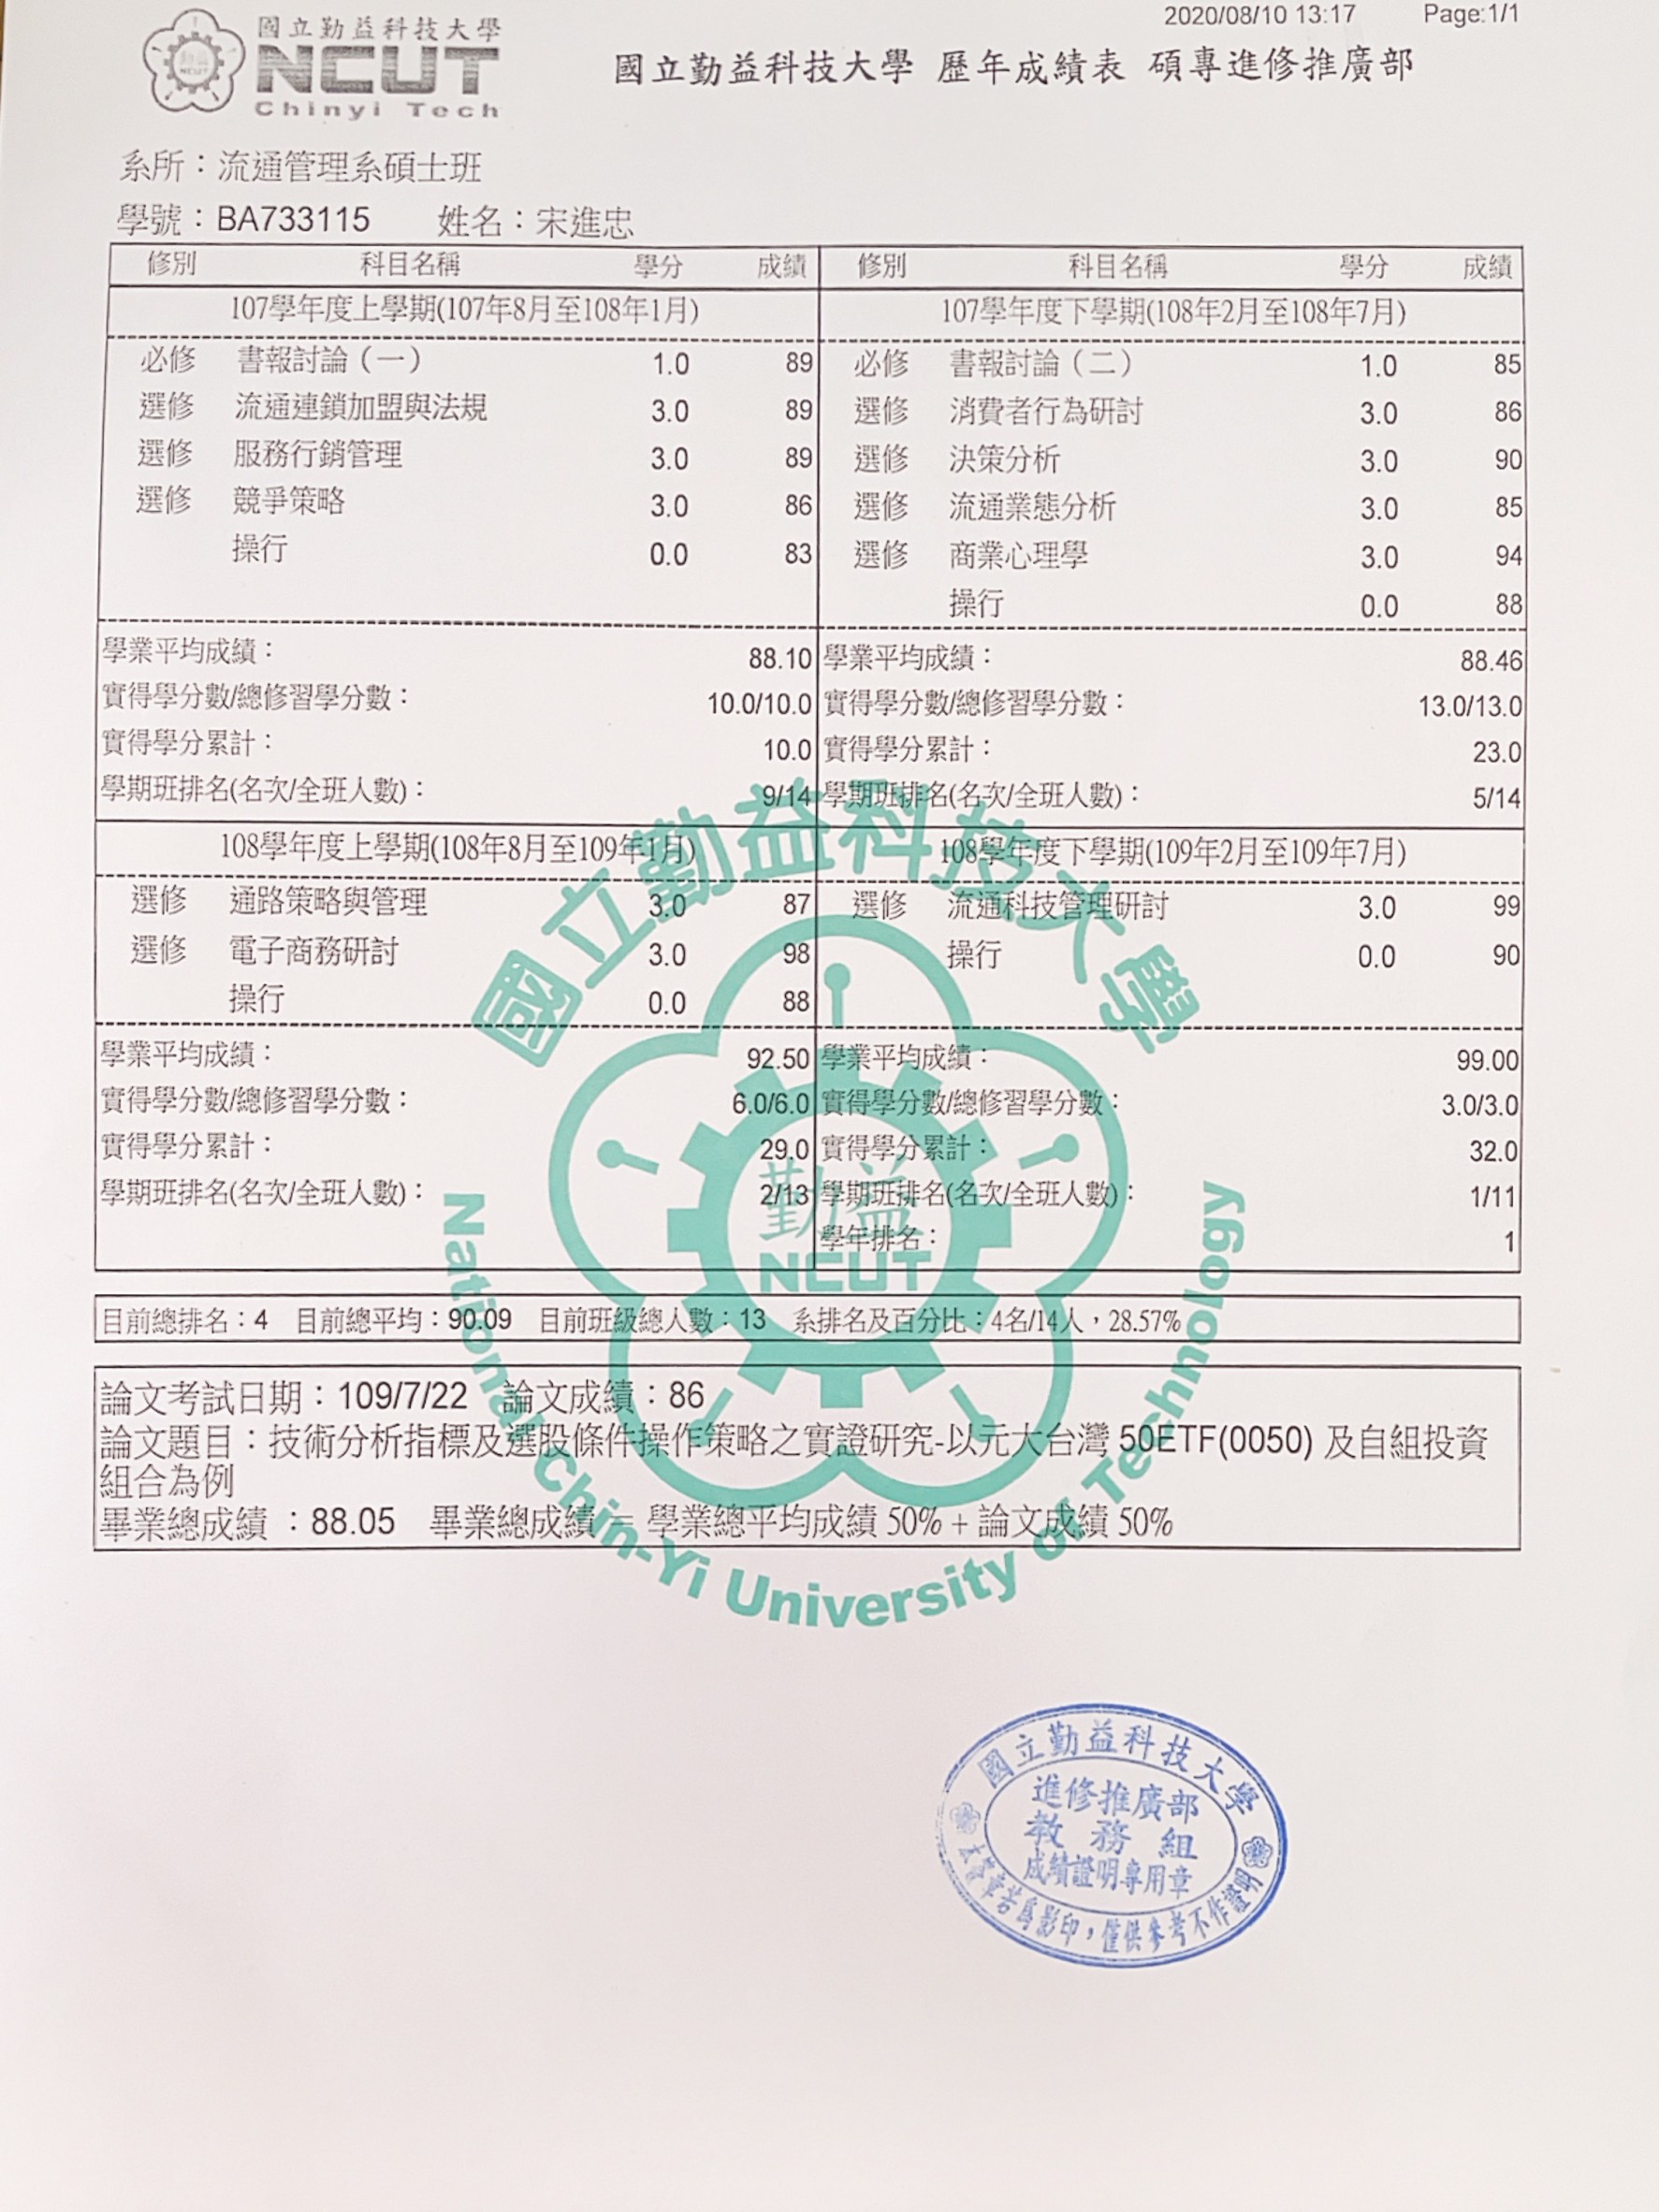 2020/08/10 13:17 Page:1/1
國立勤益科技大學
NCUT
Chinyi Tech
國立勤益科技大學 歷年成績表 碩專進修推廣部
系所：流通管理系碩士班
學號：BA733115 姓名：宋進忠
修別 科目名稱 學分 成績 修別 科目名稱 學分 成績
107學年度上學期(107年8月至108年1月) 107學年度下學期(108年2月至108年7月)
必修 書報討論（一） 1.0 89 必修 書報討論（二） 1.0 85
選修 流通連鎖加盟與法規 3.0 89 選修 消費者行為研討 3.0 86
選修 服務行銷管理 3.0 89 選修 決策分析 3.0 90
選修 競爭策略 3.0 86 選修 流通業態分析 3.0 85
操行 0.0 83 選修 商業心理學 3.0 94
操行 0.0 88
學業平均成績： 88.10 學業平均成績： 88.46
實得學分數/總修習學分數： 10.0/10.0 實得學分數/總修習學分數： 13.0/13.0
實得學分累計： 10.0 實得學分累計： 23.0
學期班排名(名次/全班人數)： 9/14 學期班排名(名次/全班人數)： 5/14
108學年度上學期(108年8月至109年1月) 108學年度下學期(109年2月至109年7月)
選修 通路策略與管理 3.0 87 選修 流通科技管理研討 3.0 99
選修 電子商務研討 3.0 98 操行 0.0 90
操行 0.0 88
學業平均成績： 92.50 學業平均成績： 99.00
實得學分數/總修習學分數： 6.0/6.0 實得學分數/總修習學分數： 3.0/3.0
實得學分累計： 29.0 實得學分累計： 32.0
學期班排名(名次/全班人數)： 2/13 學期班排名(名次/全班人數)： 1/11
學年排名： 1
目前總排名：4 目前總平均：90.09 目前班級總人數：13 系排名及百分比：4名/14人，28.57%
論文考試日期：109/7/22 論文成績：86
論文題目：技術分析指標及選股條件操作策略之實證研究-以元大台灣 50ETF(0050) 及自組投資
組合為例
畢業總成績 ：88.05 畢業總成績 = 學業總平均成績 50% + 論文成績 50%
國立勤益科技大學
勤益
NCUT
National Chin-Yi University of Technology
國立勤益科技大學
進修推廣部
教務組
成績證明專用章
本簽章若為影印，僅供參考不作證明